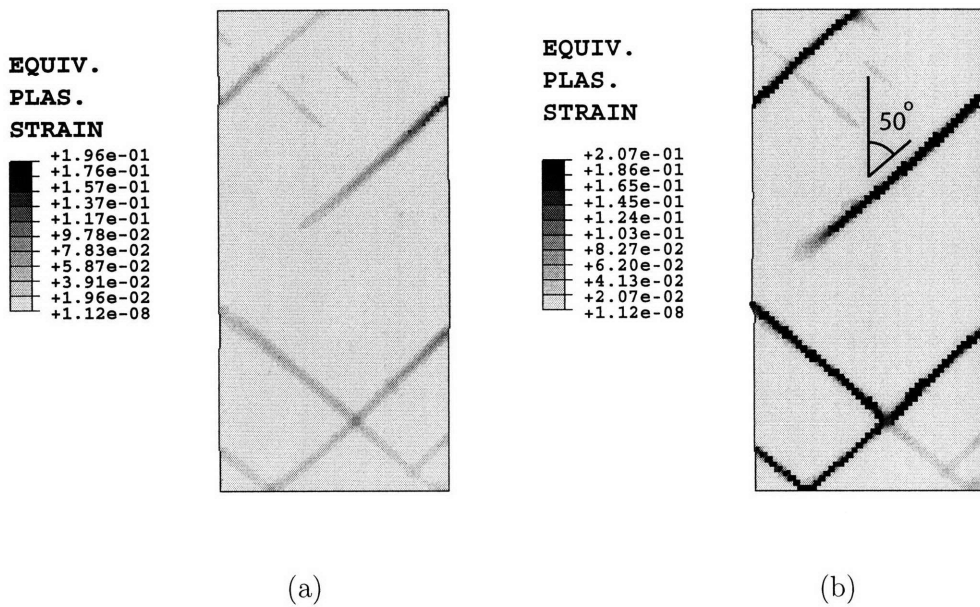 EQUIV.
PLAS.
STRAIN
+1.96e-01
+1.76e-01
+1.57e-01
+1.37e-01
+1.17e-01
+9.78e-02
+7.83e-02
+5.87e-02
+3.91e-02
+1.96e-02
+1.12e-08
(a)
EQUIV.
PLAS.
STRAIN
+2.07e-01
+1.86e-01
+1.65e-01
+1.45e-01
+1.24e-01
+1.03e-01
+8.27e-02
+6.20e-02
+4.13e-02
+2.07e-02
+1.12e-08
50°
(b)